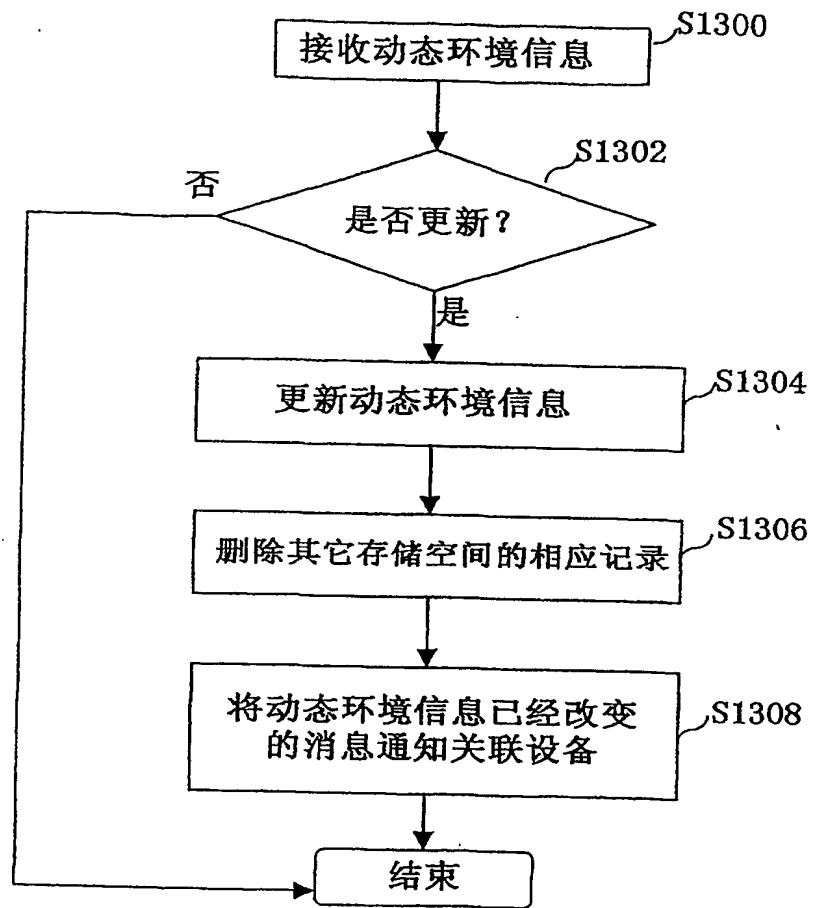 接收动态环境信息
S1300
S1302
否
是否更新？
是
更新动态环境信息
S1304
删除其它存储空间的相应记录
S1306
将动态环境信息已经改变
的消息通知关联设备
S1308
结束